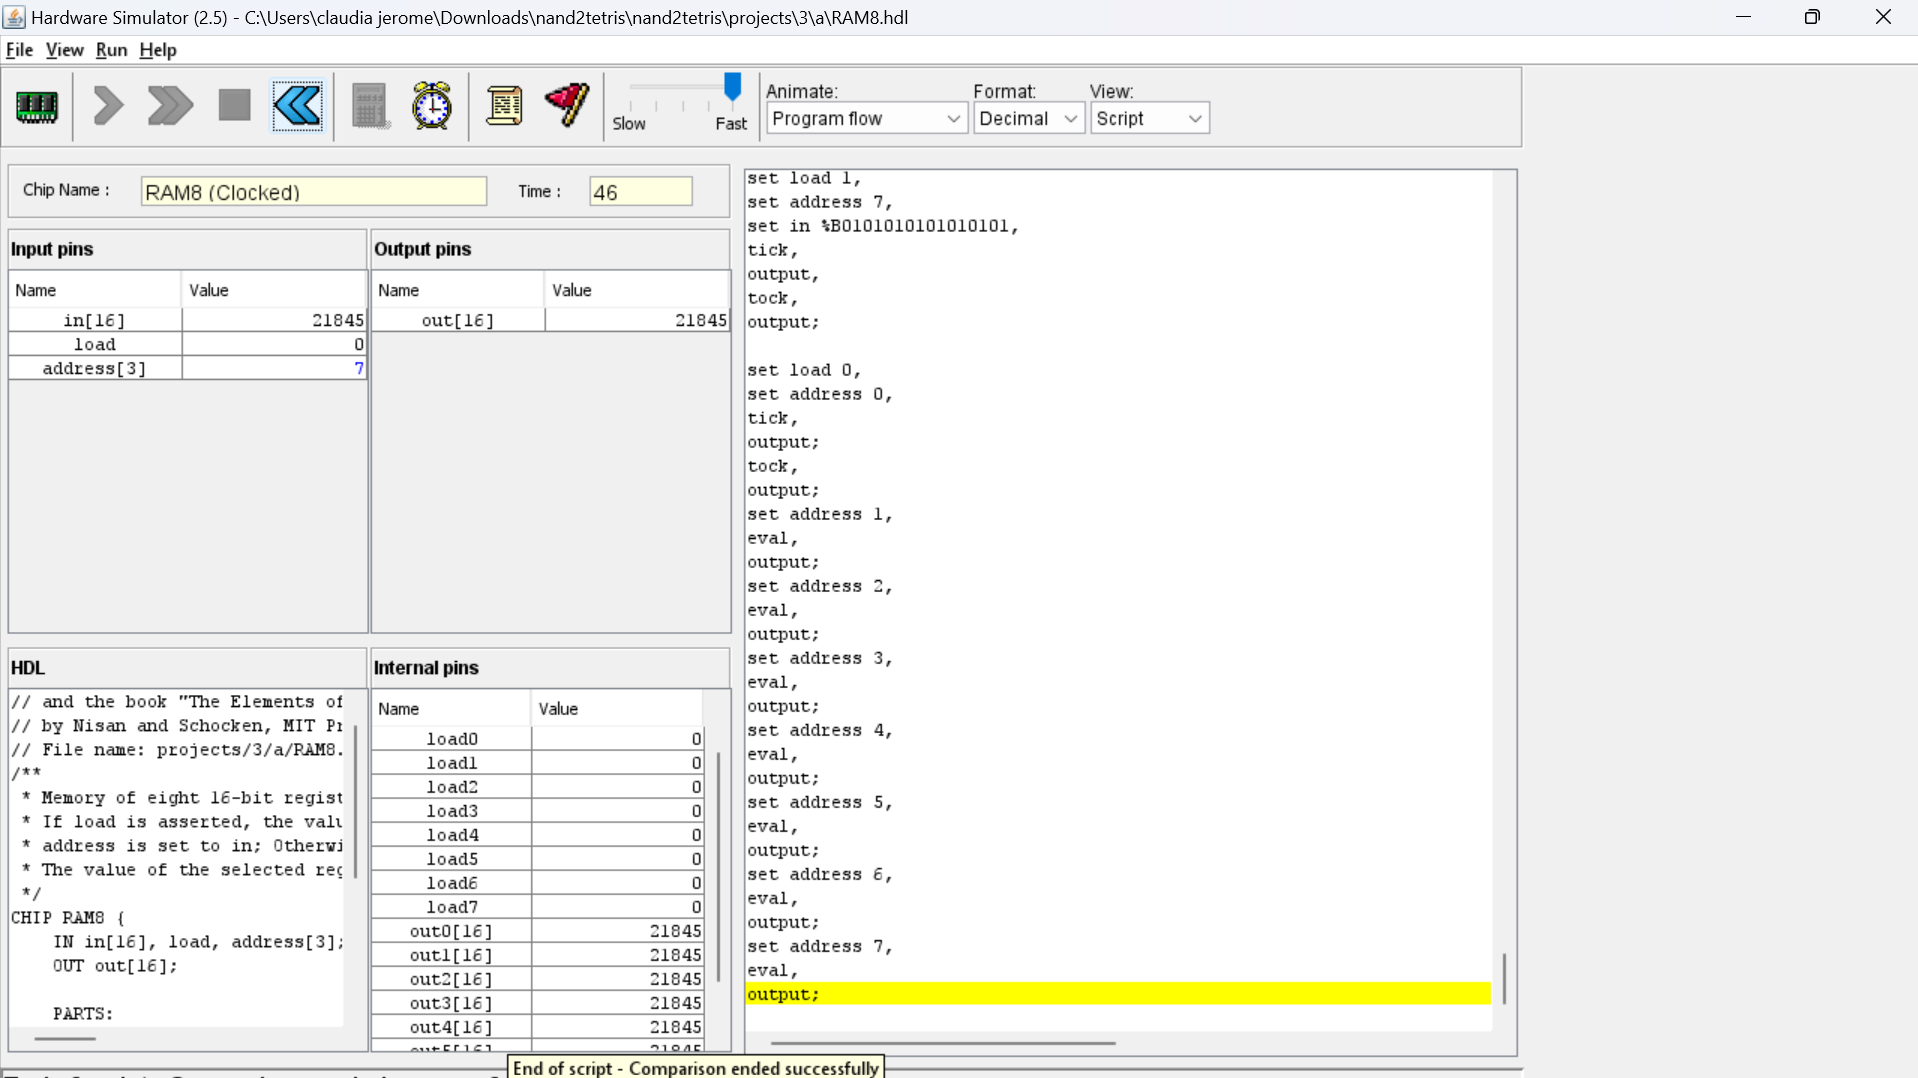 Hardware Simulator (2.5) - C:\Users\claudia jerome\Downloads\nand2tetris\nand2tetris\projects\3\a\RAM8.hdl
File View Run Help
Slow Fast
Animate: Format: View:
Program flow Decimal Script
Chip Name : RAM8 (Clocked) Time : 46
Input pins
Name Value
in[16] 21845
load 0
address[3] 7
Output pins
Name Value
out[16] 21845
HDL
// and the book "The Elements of
// by Nisan and Schocken, MIT Pr
// File name: projects/3/a/RAM8.
/**
* Memory of eight 16-bit regist
* If load is asserted, the valu
* address is set to in; Otherwi
* The value of the selected reg
*/
CHIP RAM8 {
IN in[16], load, address[3];
OUT out[16];
PARTS:
Internal pins
Name Value
load0 0
load1 0
load2 0
load3 0
load4 0
load5 0
load6 0
load7 0
out0[16] 21845
out1[16] 21845
out2[16] 21845
out3[16] 21845
out4[16] 21845
set load 1,
set address 7,
set in %B0101010101010101,
tick,
output,
tock,
output;
set load 0,
set address 0,
tick,
output;
tock,
output;
set address 1,
eval,
output;
set address 2,
eval,
output;
set address 3,
eval,
output;
set address 4,
eval,
output;
set address 5,
eval,
output;
set address 6,
eval,
output;
set address 7,
eval,
output;
End of script - Comparison ended successfully